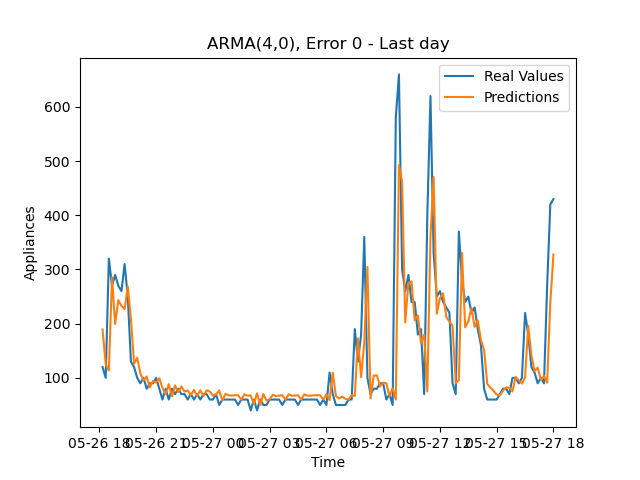 ARMA(4,0), Error 0 - Last day
Real Values
Predictions
600
500
400
300
200
100
Appliances
05-26 18 05-26 21 05-27 00 05-27 03 05-27 06 05-27 09 05-27 12 05-27 15 05-27 18
Time